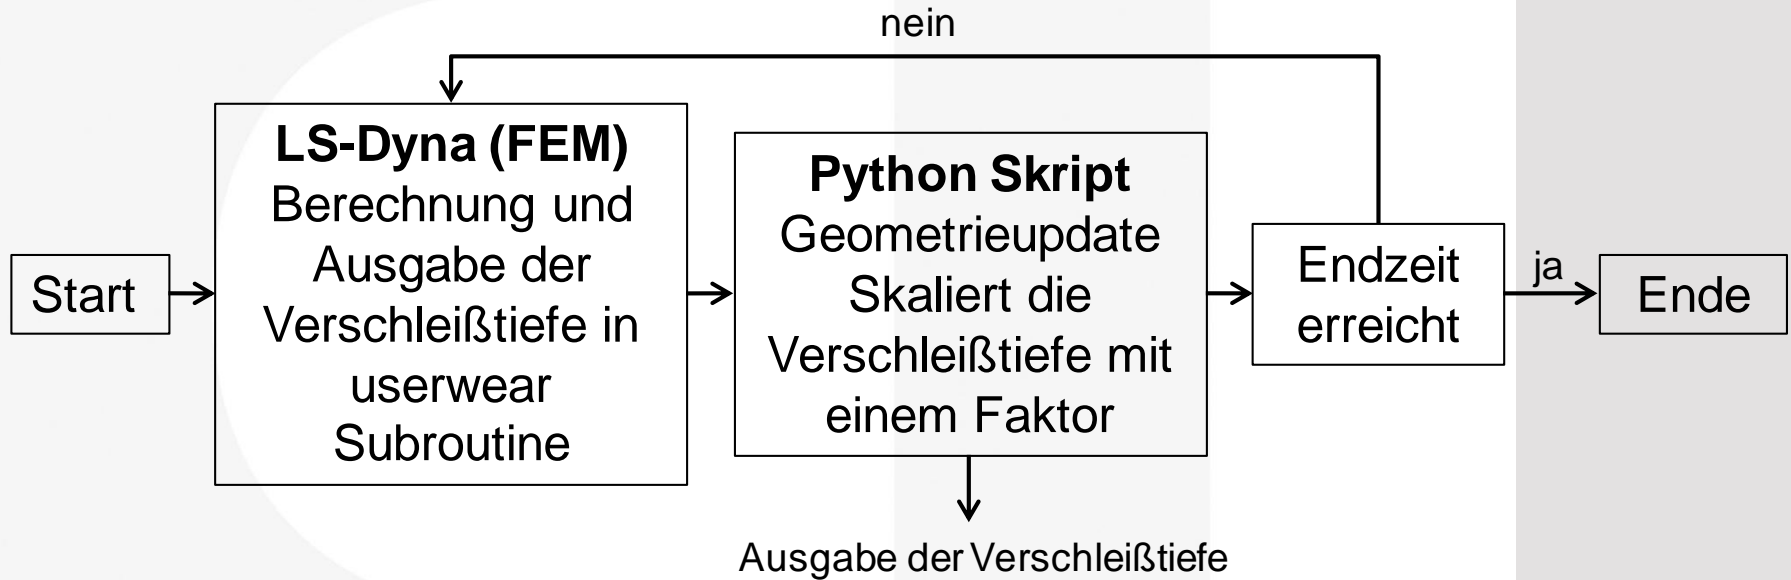 nein
Start
LS-Dyna (FEM)
Berechnung und
Ausgabe der
Verschleißtiefe in
userwear
Subroutine
Python Skript
Geometrieupdate
Skaliert die
Verschleißtiefe mit
einem Faktor
Endzeit
erreicht
ja
Ende
Ausgabe der Verschleißtiefe